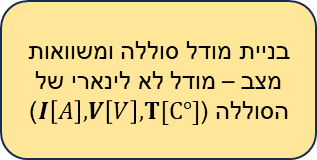 בניית מודל סוללה ומשוואות
מצב – מודל לא לינארי של
הסוללה (I[A],V[V],T[C°])